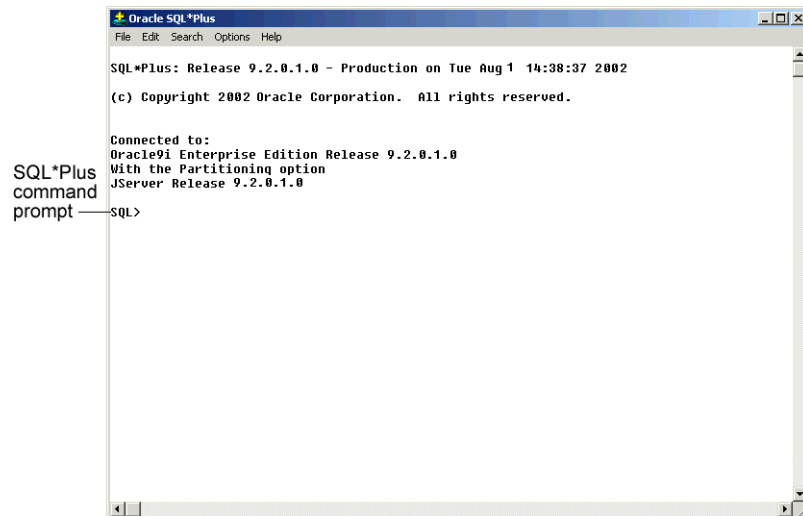 Oracle SQL*Plus
File Edit Search Options Help
SQL*Plus: Release 9.2.0.1.0 - Production on Tue Aug 1 14:38:37 2002
(c) Copyright 2002 Oracle Corporation. All rights reserved.
Connected to:
Oracle9i Enterprise Edition Release 9.2.0.1.0
With the Partitioning option
JServer Release 9.2.0.1.0
SQL*Plus
command
prompt
SQL>